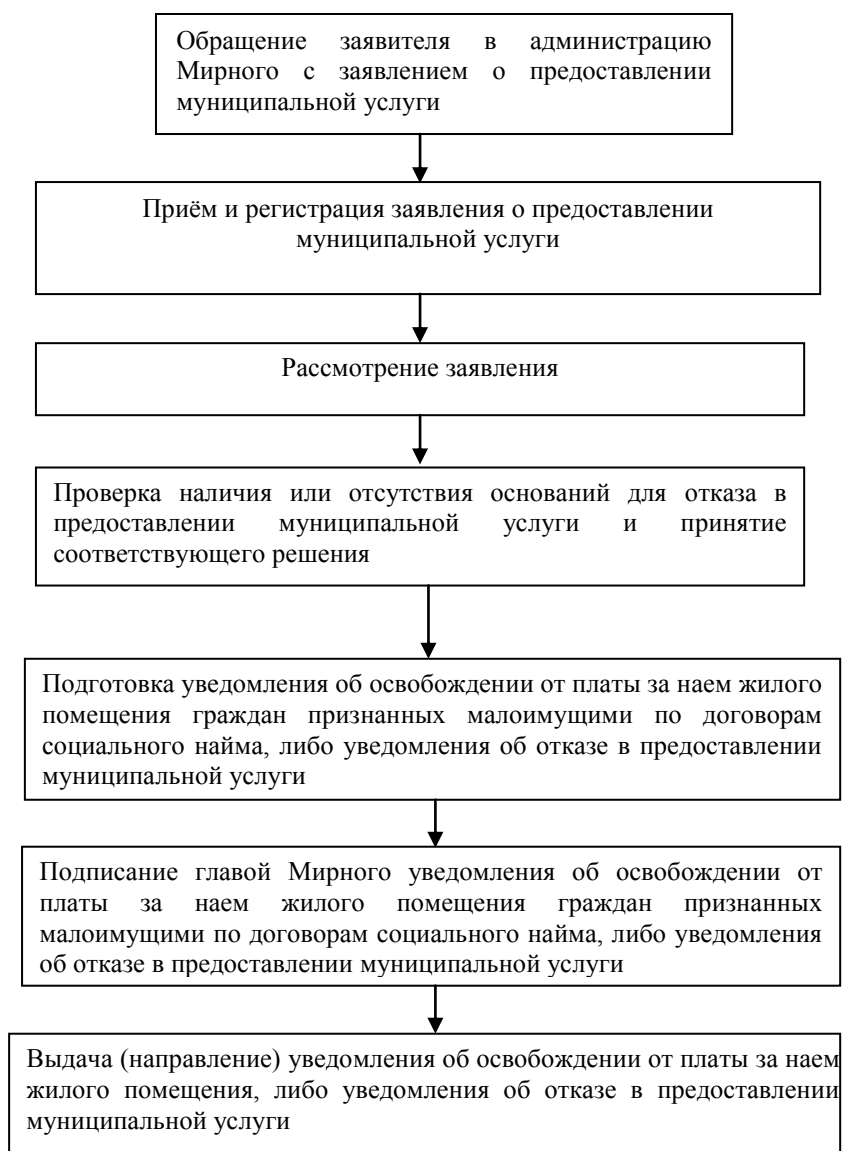 Обращение заявителя в администрацию
Мирного с заявлением о предоставлении
муниципальной услуги
Приём и регистрация заявления о предоставлении
муниципальной услуги
Рассмотрение заявления
Проверка наличия или отсутствия оснований для отказа в
предоставлении муниципальной услуги и принятие
соответствующего решения
Подготовка уведомления об освобождении от платы за наем жилого
помещения граждан признанных малоимущими по договорам
социального найма, либо уведомления об отказе в предоставлении
муниципальной услуги
Подписание главой Мирного уведомления об освобождении от
платы за наем жилого помещения граждан признанных
малоимущими по договорам социального найма, либо уведомления
об отказе в предоставлении муниципальной услуги
Выдача (направление) уведомления об освобождении от платы за наем
жилого помещения, либо уведомления об отказе в предоставлении
муниципальной услуги